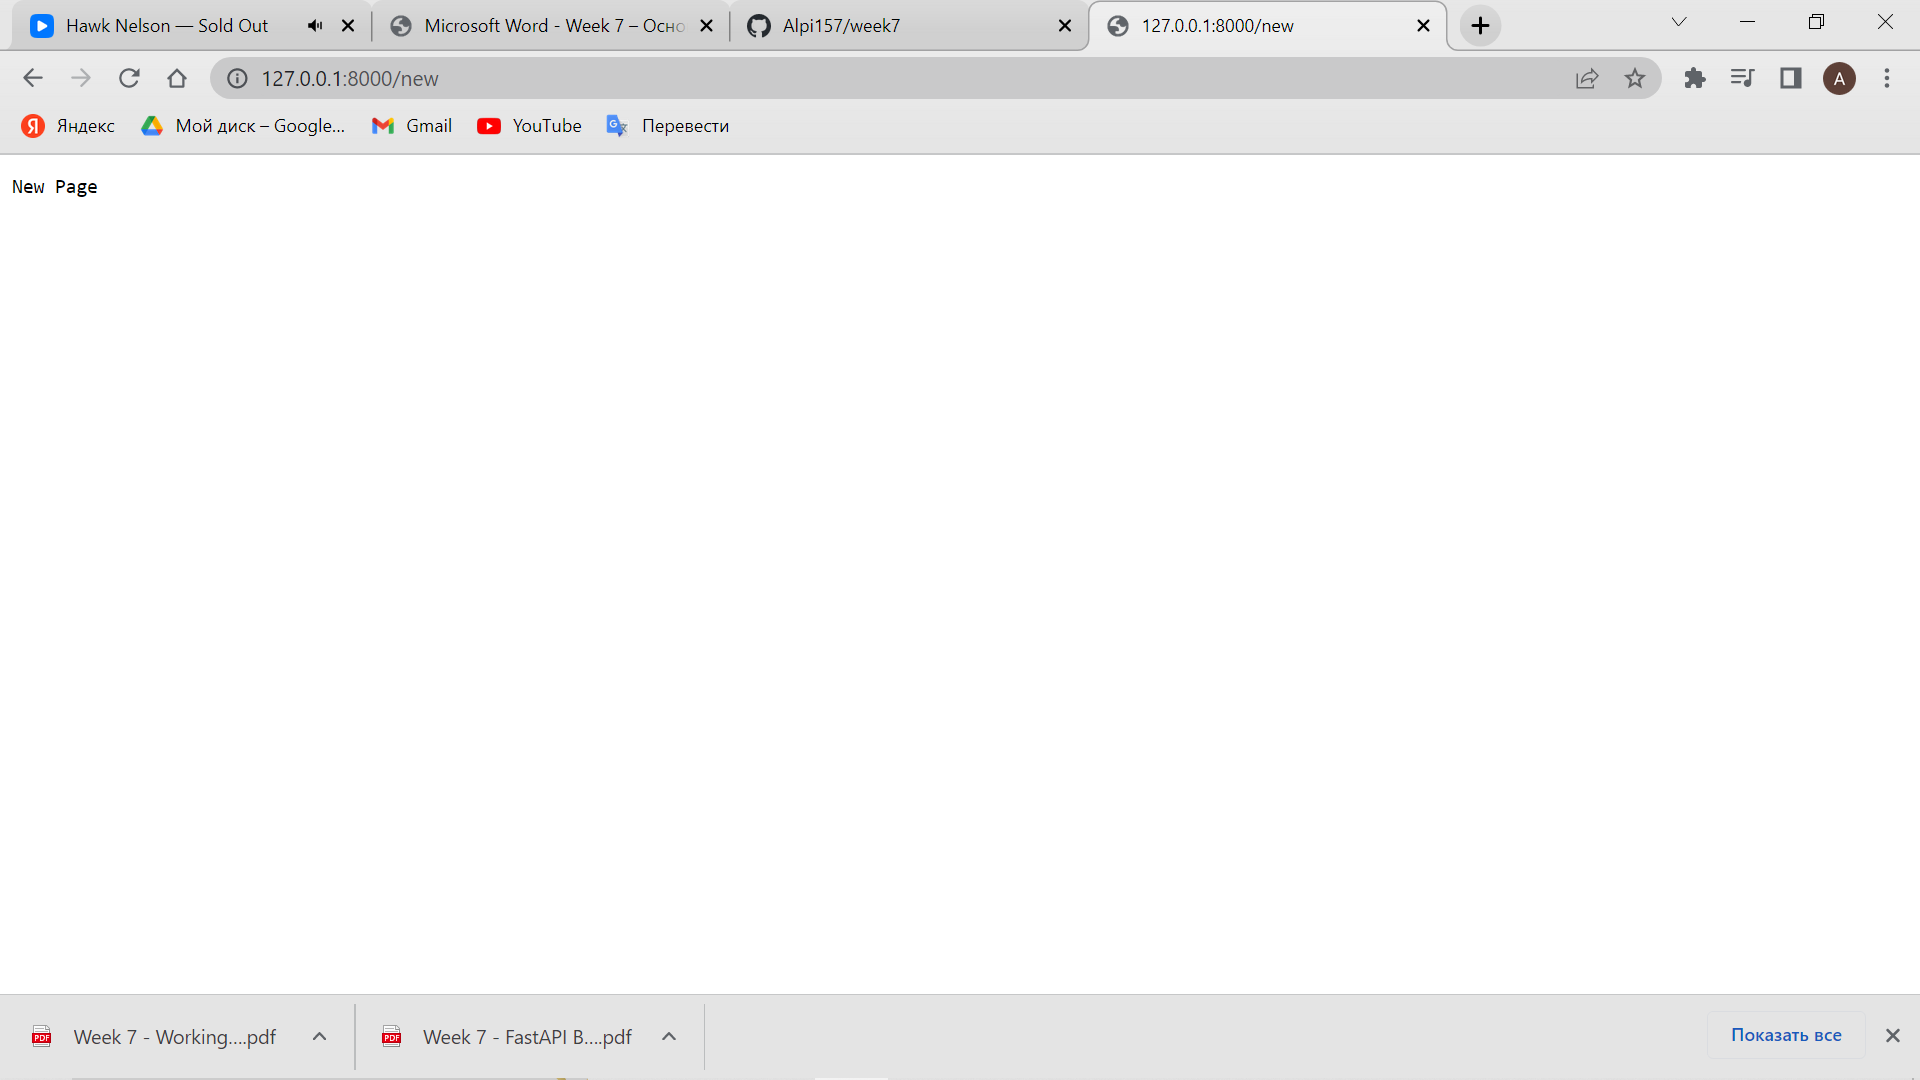 Hawk Nelson — Sold Out
Microsoft Word - Week 7 – Осно
Alpi157/week7
127.0.0.1:8000/new
127.0.0.1:8000/new
A
Яндекс
Мой диск – Google...
Gmail
YouTube
Перевести
New Page
Week 7 - Working....pdf
Week 7 - FastAPI B....pdf
Показать все